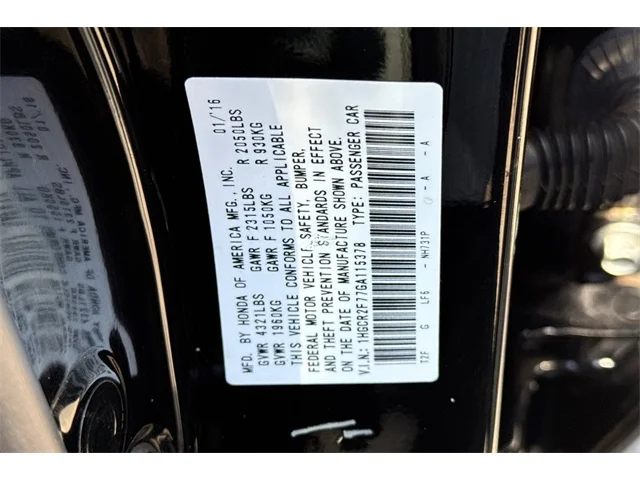 MFD. BY HONDA OF AMERICA MFG., INC. 01/'16
GVWR 4321LBS GAWR F 2315LBS R 2050LBS
GVWR 1960KG GAWR F 1050KG R 930KG
THIS VEHICLE CONFORMS TO ALL APPLICABLE
FEDERAL MOTOR VEHICLE SAFETY, BUMPER,
AND THEFT PREVENTION STANDARDS IN EFFECT
ON THE DATE OF MANUFACTURE SHOWN ABOVE.
V.I.N.: 1HGCR2F77GA115378 TYPE: PASSENGER CAR
T2F G LF6 - NH731P - A - A